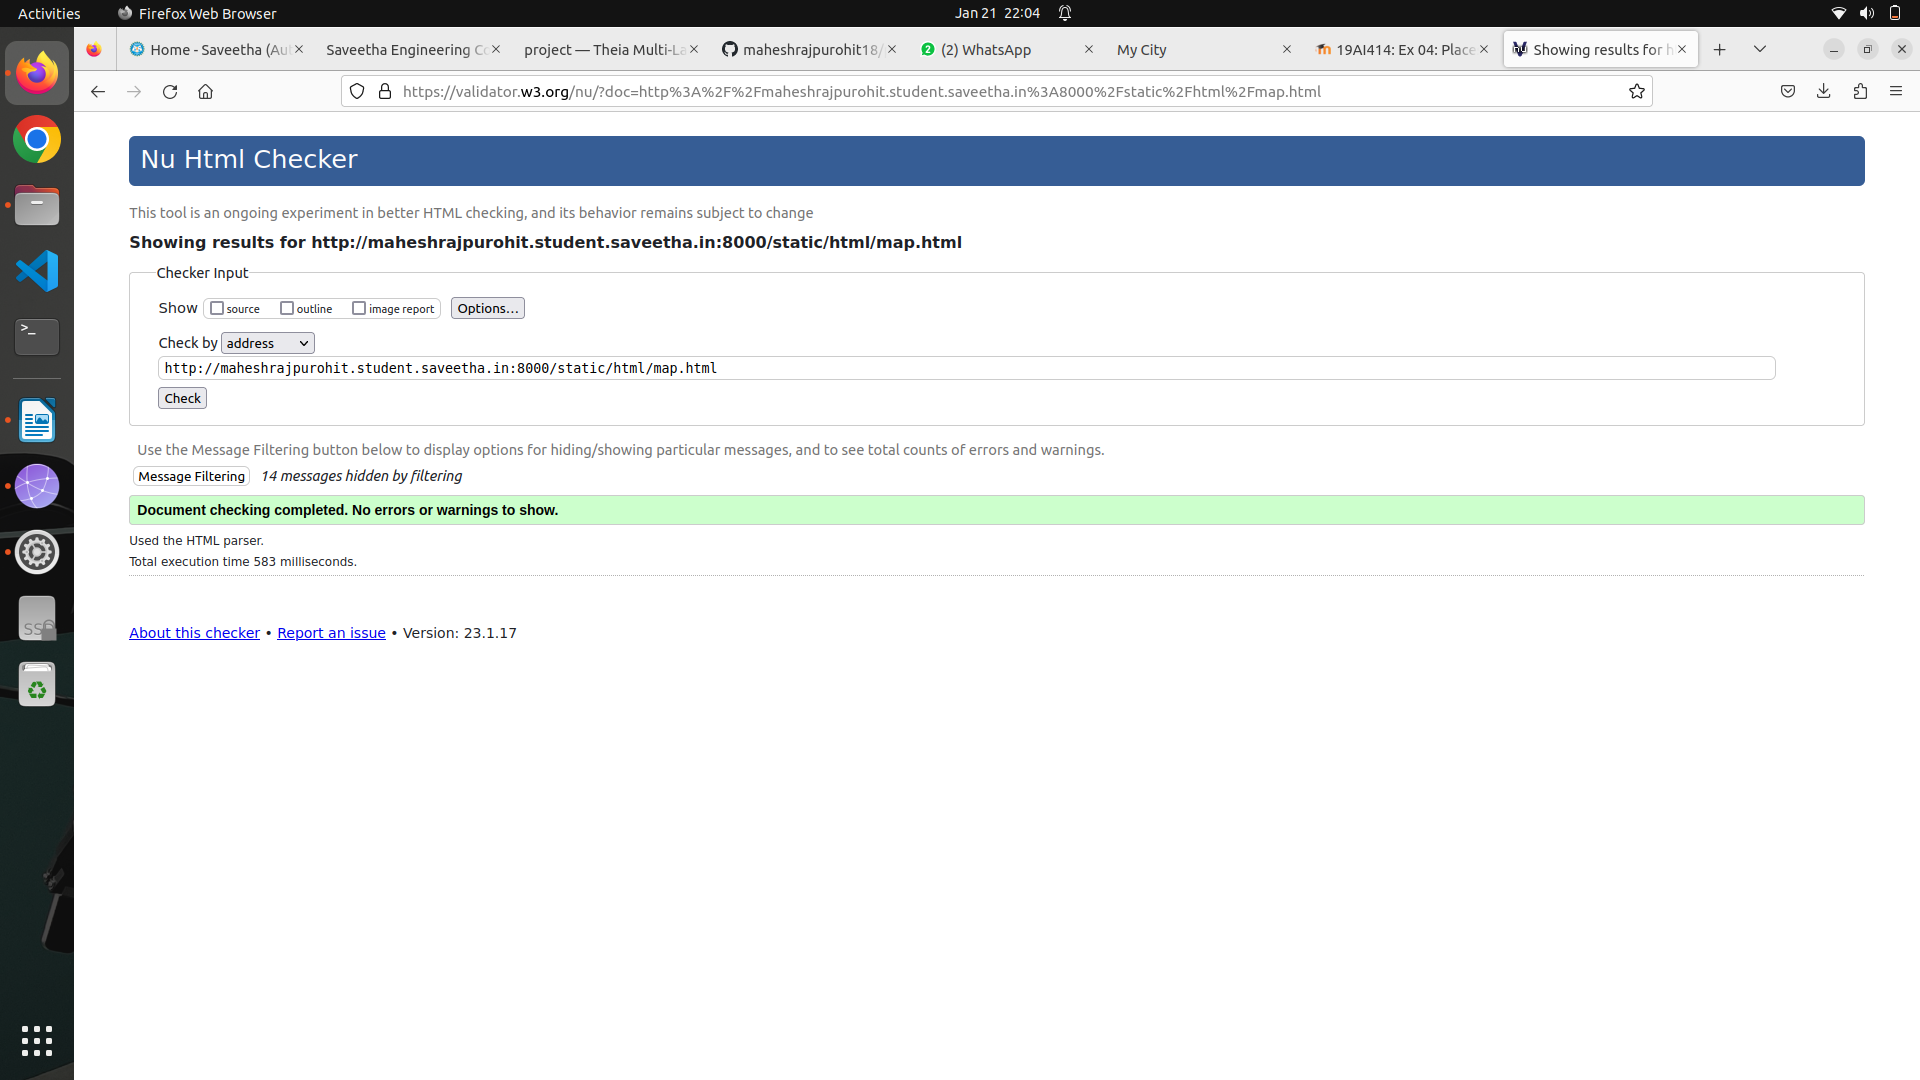 Activities
Firefox Web Browser
Jan 21 22:04
Home - Saveetha (Au
Saveetha Engineering C
project — Theia Multi-La
maheshrajpurohit18/
2 (2) WhatsApp
My City
19AI414: Ex 04: Place
Showing results for h
https://validator.w3.org/nu/?doc=http%3A%2F%2Fmaheshrajpurohit.student.saveetha.in%3A8000%2Fstatic%2Fhtml%2Fmap.html
Nu Html Checker
This tool is an ongoing experiment in better HTML checking, and its behavior remains subject to change
Showing results for http://maheshrajpurohit.student.saveetha.in:8000/static/html/map.html
Checker Input
Show source outline image report Options...
Check by address
http://maheshrajpurohit.student.saveetha.in:8000/static/html/map.html
Check
Use the Message Filtering button below to display options for hiding/showing particular messages, and to see total counts of errors and warnings.
Message Filtering 14 messages hidden by filtering
Document checking completed. No errors or warnings to show.
Used the HTML parser.
Total execution time 583 milliseconds.
About this checker • Report an issue • Version: 23.1.17
>_